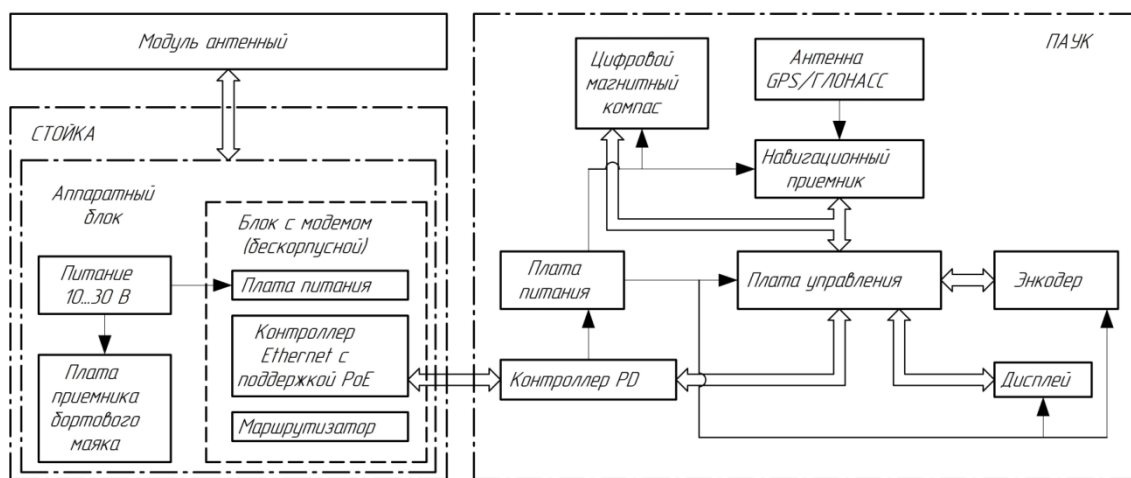 Модуль антенный
СТОЙКА
Аппаратный
блок
Питание
10...30 В
Плата
приемника
бортового
маяка
Блок с модемом
(бескорпусной)
Плата питания
Контроллер
Ethernet с
поддержкой PoE
Маршрутизатор
ПАУК
Цифровой
магнитный
компас
Антенна
GPS/ГЛОНАСС
Навигационный
приемник
Плата
питания
Плата управления
Энкодер
Контроллер PD
Дисплей